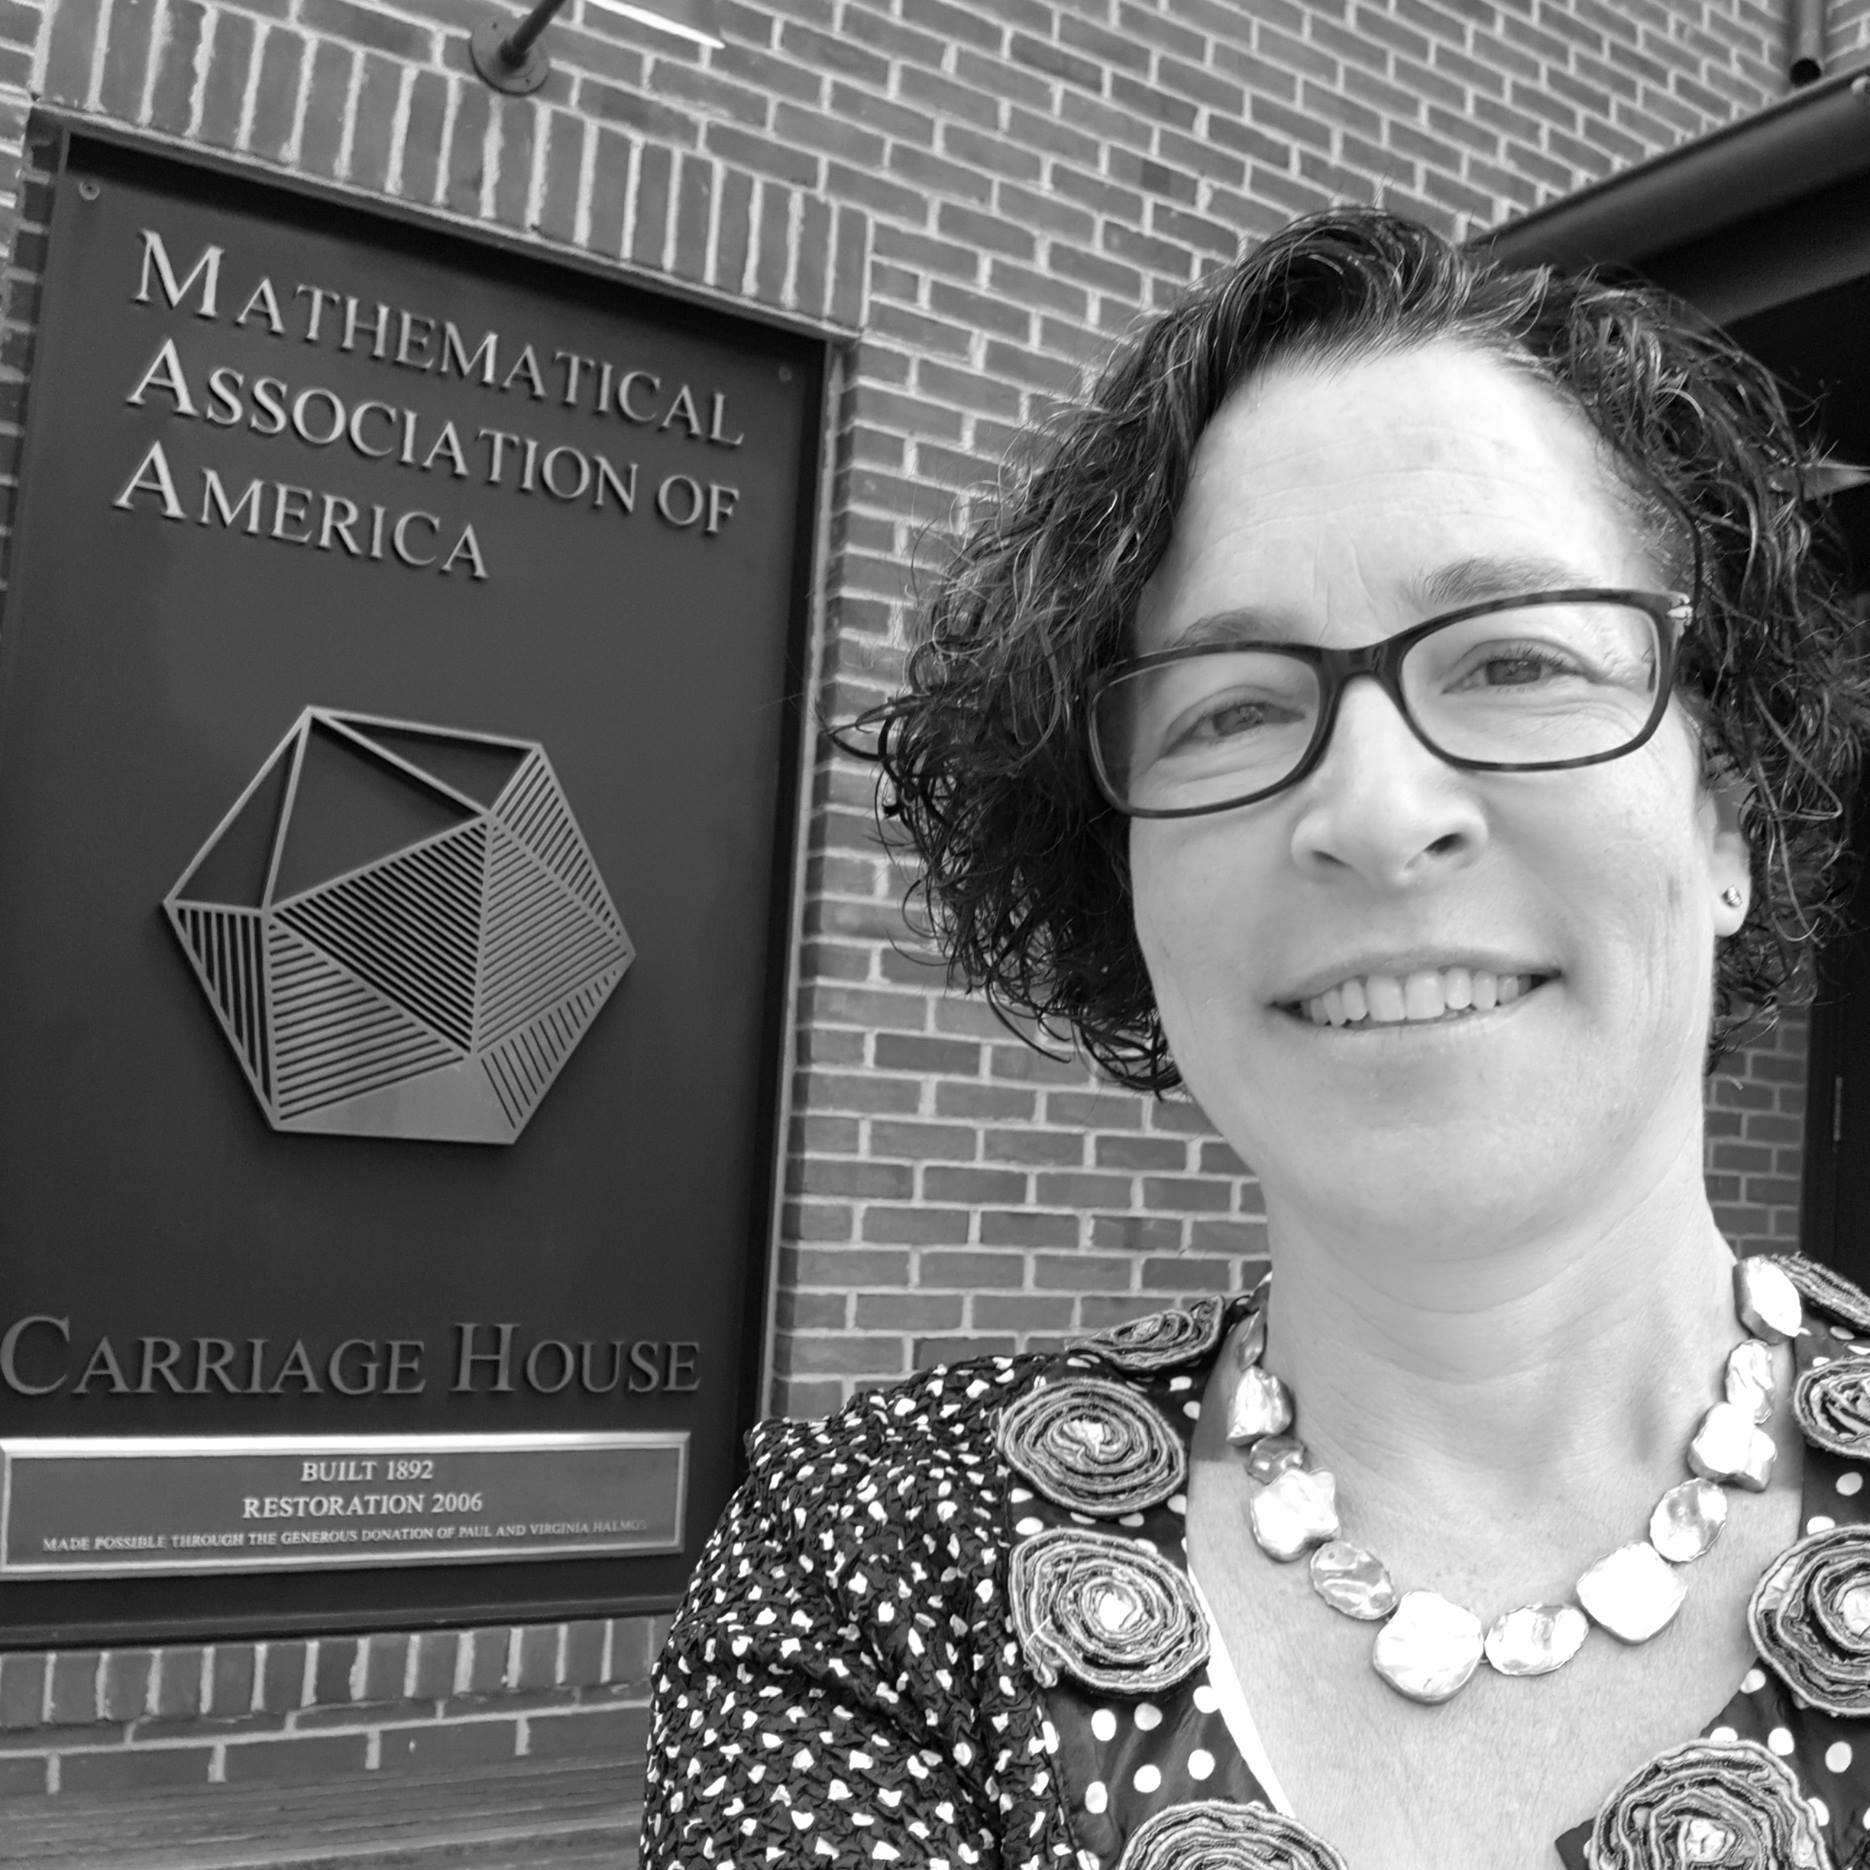 MATHEMATICAL
ASSOCIATION OF
AMERICA
CARRIAGE HOUSE
BUILT 1892
RESTORATION 2006
MADE POSSIBLE THROUGH THE GENEROUS DONATION OF PAUL AND VIRGINIA HALMOS